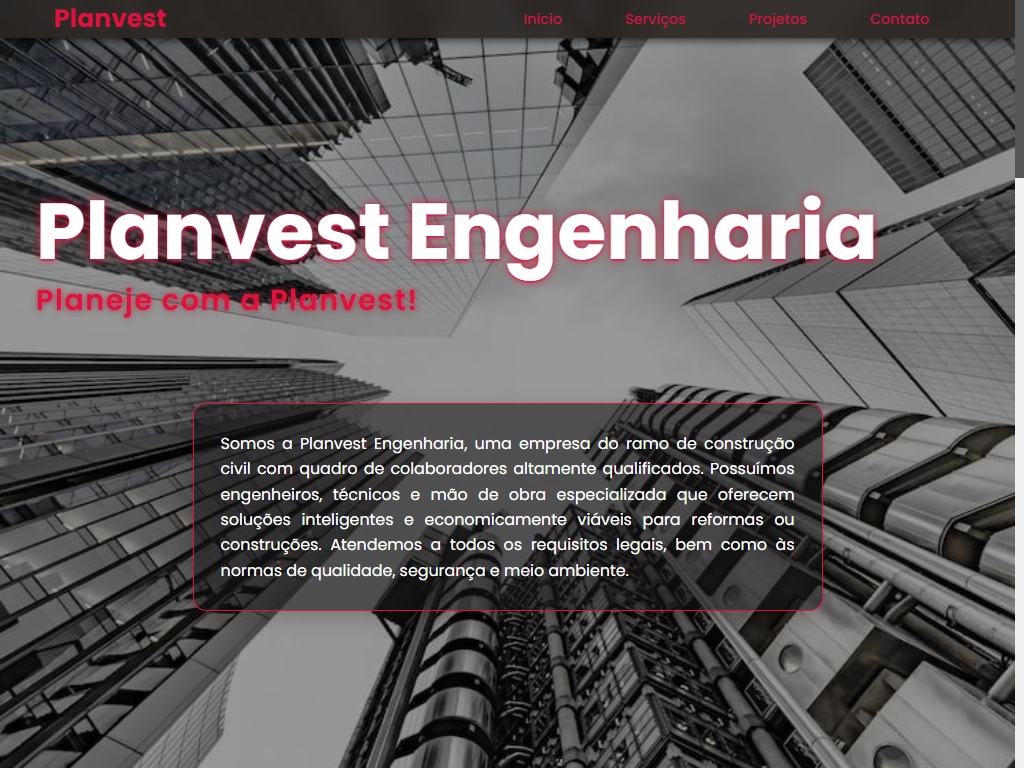 Planvest
Início
Serviços
Projetos
Contato
Planvest Engenharia
Planeje com a Planvest!
Somos a Planvest Engenharia, uma empresa do ramo de construção
civil com quadro de colaboradores altamente qualificados. Possuímos
engenheiros, técnicos e mão de obra especializada que oferecem
soluções inteligentes e economicamente viáveis para reformas ou
construções. Atendemos a todos os requisitos legais, bem como às
normas de qualidade, segurança e meio ambiente.